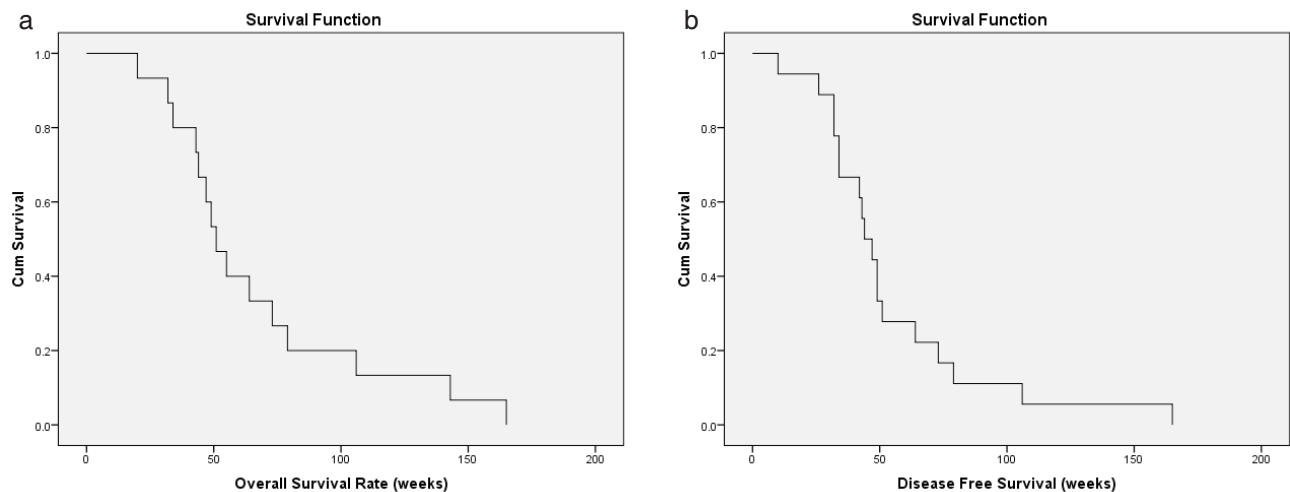 a
Survival Function
1.0
0.8
0.6
0.4
0.2
0.0
Cum Survival
0 50 100 150 200
Overall Survival Rate (weeks)
b
Survival Function
1.0
0.8
0.6
0.4
0.2
0.0
Cum Survival
0 50 100 150 200
Disease Free Survival (weeks)